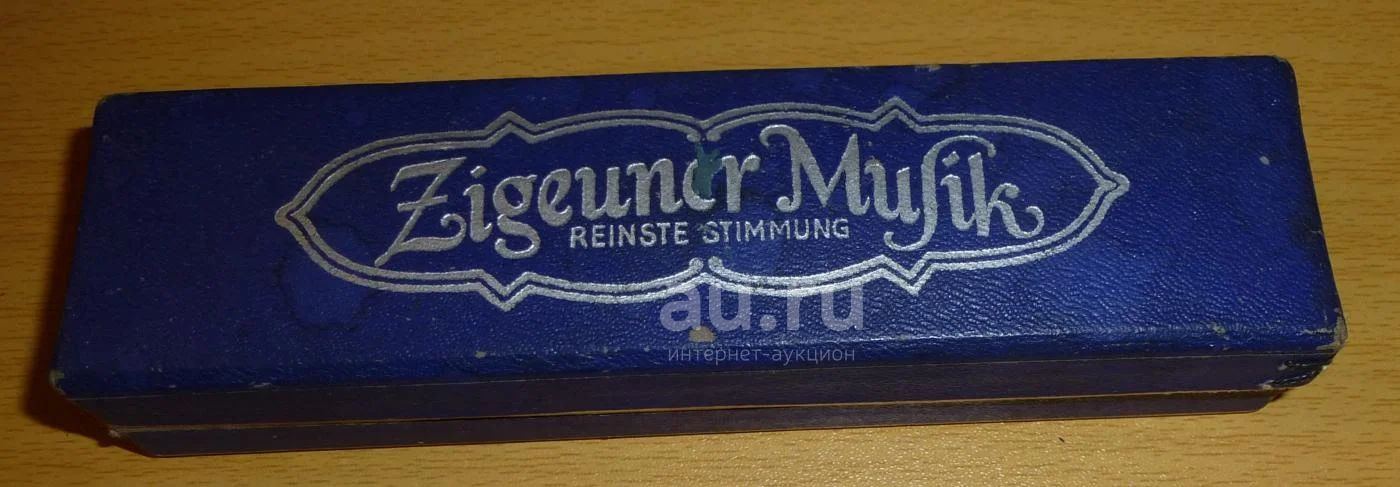 Zigeuner Muſik
REINSTE STIMMUNG
au.ru
интернет-аукцион